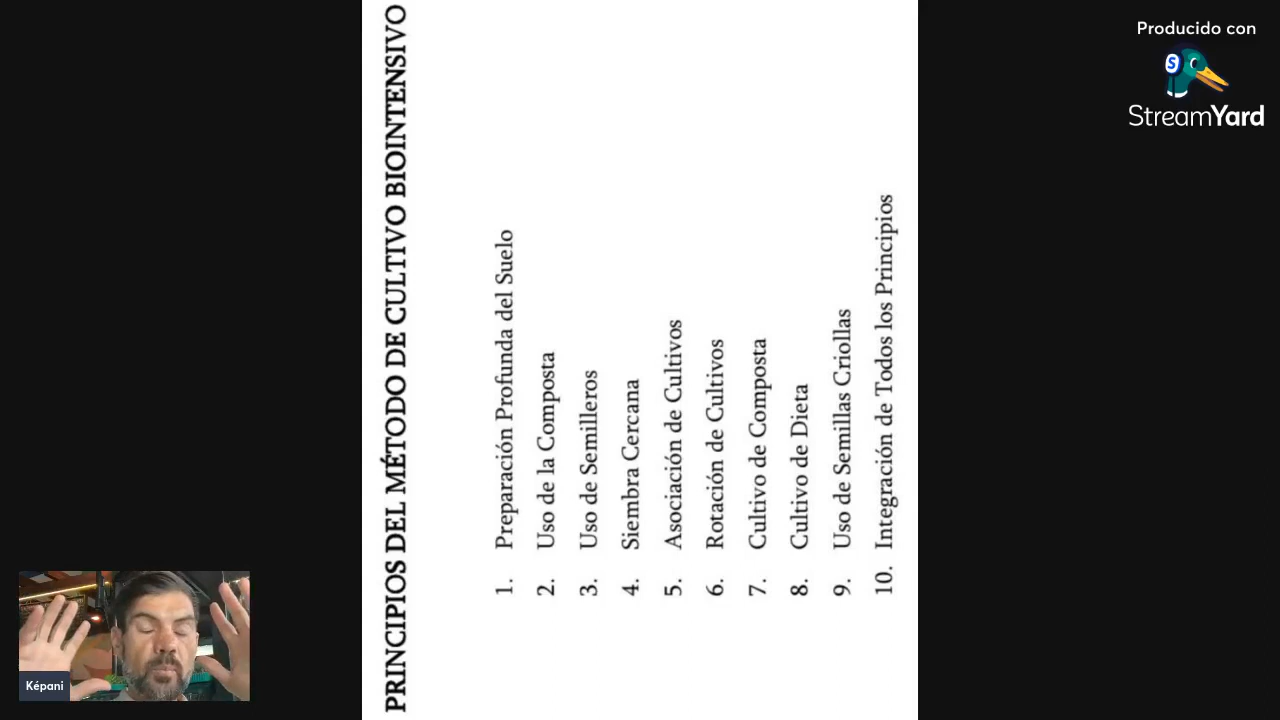 PRINCIPIOS DEL MÉTODO DE CULTIVO BIOINTENSIVO
1. Preparación Profunda del Suelo
2. Uso de la Composta
3. Uso de Semilleros
4. Siembra Cercana
5. Asociación de Cultivos
6. Rotación de Cultivos
7. Cultivo de Composta
8. Cultivo de Dieta
9. Uso de Semillas Criollas
10. Integración de Todos los Principios
Producido con
S
StreamYard
Képani